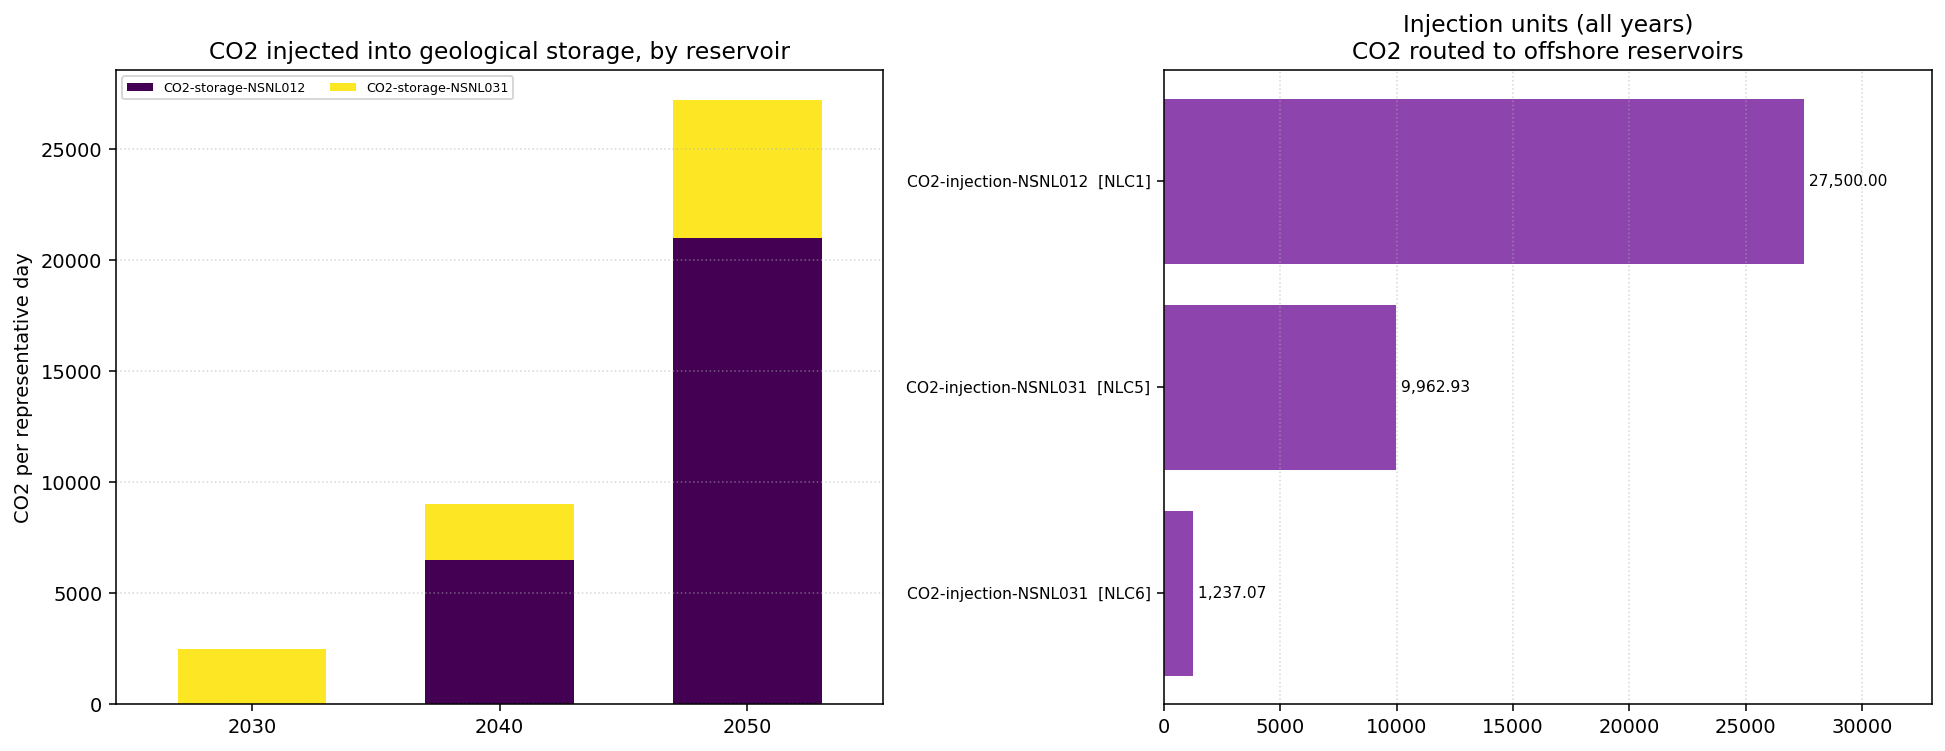 CO2 injected into geological storage, by reservoir
CO2-storage-NSNL012
CO2-storage-NSNL031
CO2 per representative day
25000
20000
15000
10000
5000
0
2030
2040
2050
Injection units (all years)
CO2 routed to offshore reservoirs
CO2-injection-NSNL012 [NLC1]
27,500.00
CO2-injection-NSNL031 [NLC5]
9,962.93
CO2-injection-NSNL031 [NLC6]
1,237.07
0
5000
10000
15000
20000
25000
30000